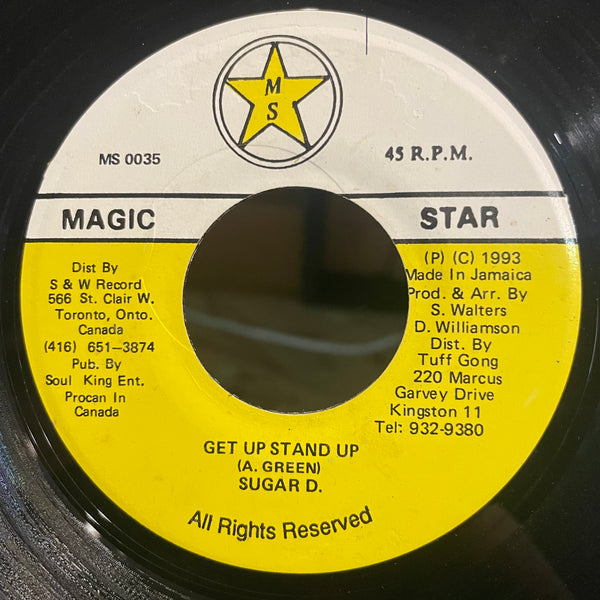 M
S
MS 0035
45 R.P.M.
MAGIC STAR
Dist By
S & W Record
566 St. Clair W.
Toronto, Onto.
Canada
(416) 651-3874
Pub. By
Soul King Ent.
Procan In
Canada
(P) (C) 1993
Made In Jamaica
Prod. & Arr. By
S. Walters
D. Williamson
Dist. By
Tuff Gong
220 Marcus
Garvey Drive
Kingston 11
Tel: 932-9380
GET UP STAND UP
(A. GREEN)
SUGAR D.
All Rights Reserved